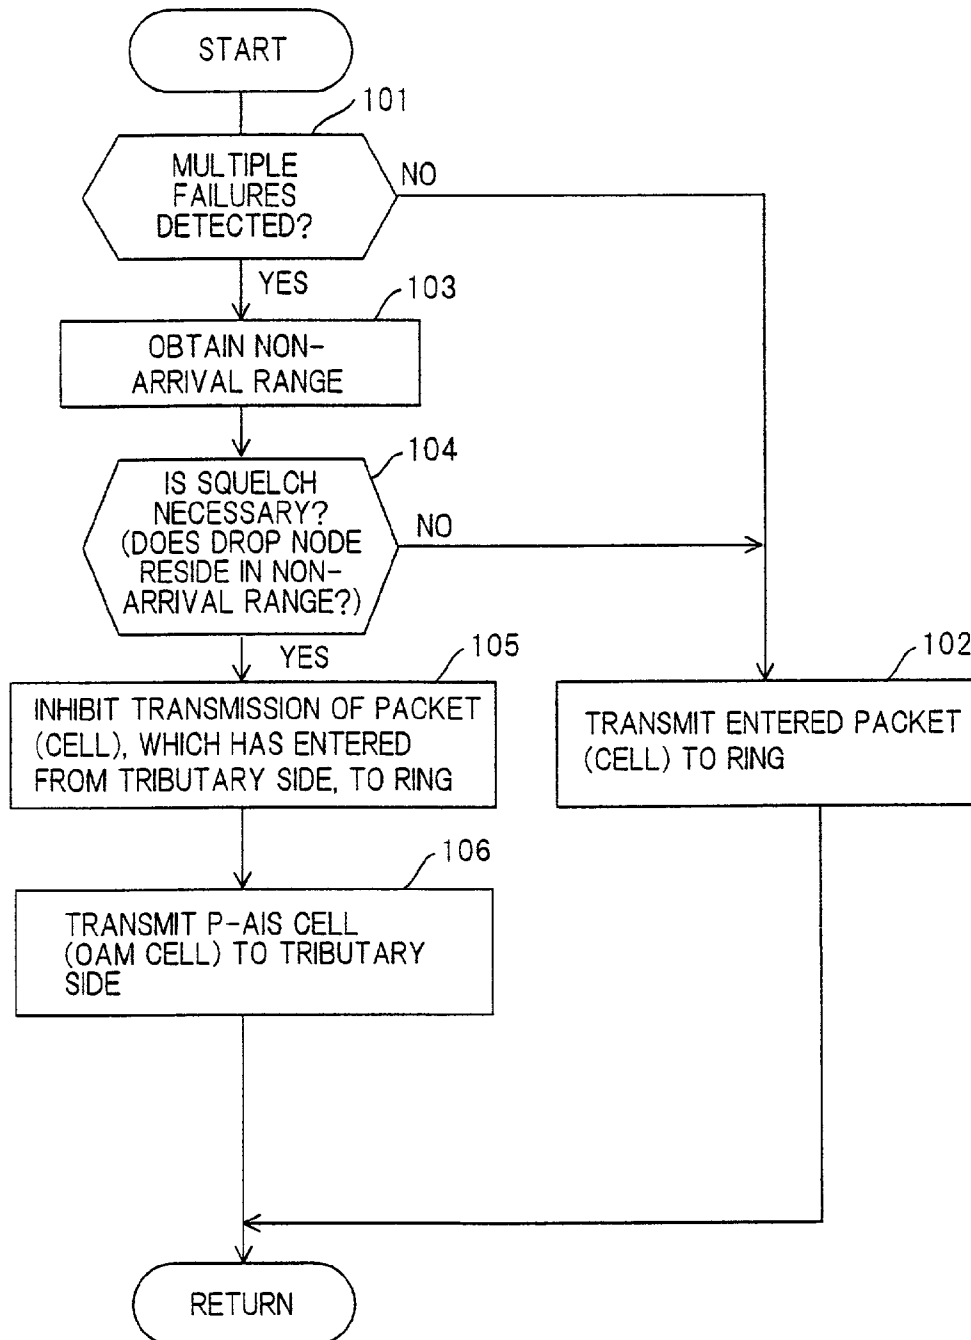 START
101
MULTIPLE
FAILURES
DETECTED?
NO
YES
103
OBTAIN NON-
ARRIVAL RANGE
104
IS SQUELCH
NECESSARY?
(DOES DROP NODE
RESIDE IN NON-
ARRIVAL RANGE?)
NO
YES
105
INHIBIT TRANSMISSION OF PACKET
(CELL), WHICH HAS ENTERED
FROM TRIBUTARY SIDE, TO RING
102
TRANSMIT ENTERED PACKET
(CELL) TO RING
106
TRANSMIT P-AIS CELL
(OAM CELL) TO TRIBUTARY
SIDE
RETURN